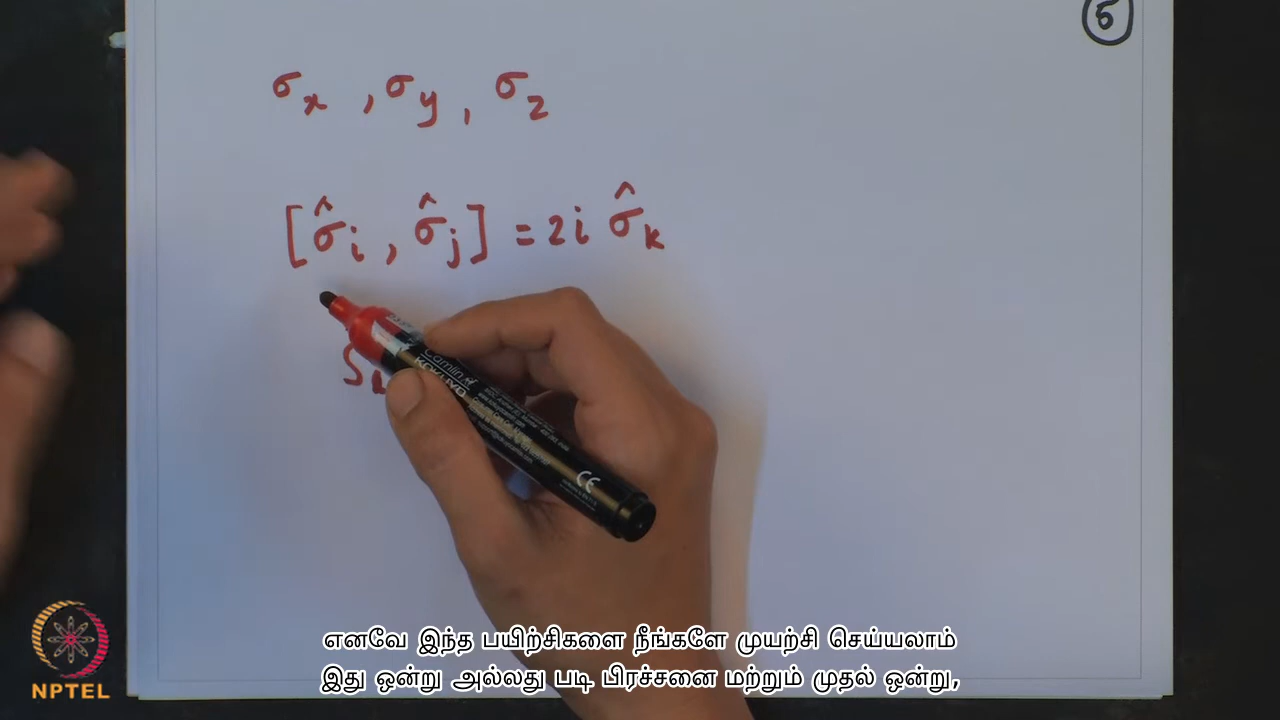 5
σx , σy , σz
[σ̂i , σ̂j] = 2i σ̂k
எனவே இந்த பயிற்சிகளை நீங்களே முயற்சி செய்யலாம்
இது ஒன்று அல்லது படி பிரச்சனை மற்றும் முதல் ஒன்று,
NPTEL